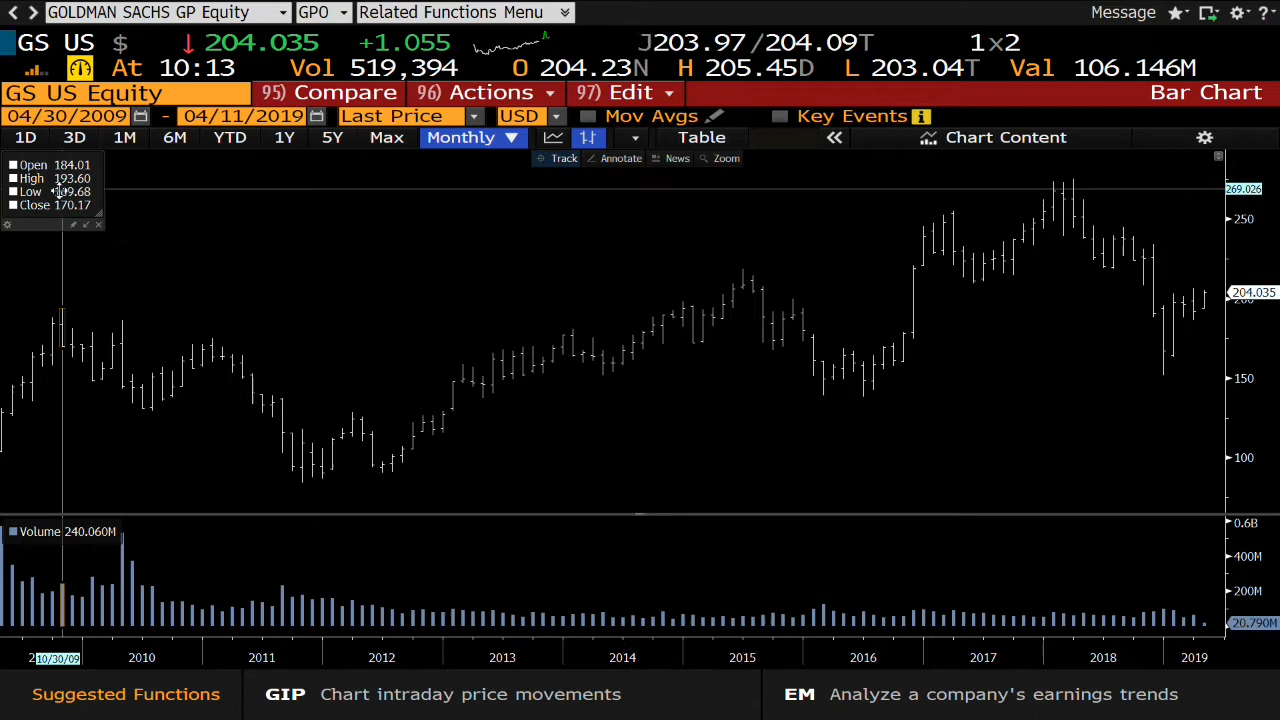 GOLDMAN SACHS GP Equity GPO Related Functions Menu Message ?
GS US $ 204.035 +1.055 J203.97/204.09T 1x2
At 10:13 Vol 519,394 O 204.23N H 205.45D L 203.04T Val 106.146M
GS US Equity 95) Compare 96) Actions 97) Edit Bar Chart
04/30/2009 - 04/11/2019 Last Price USD Mov Avgs Key Events i
1D 3D 1M 6M YTD 1Y 5Y Max Monthly Table Chart Content
Track Annotate News Zoom
Open 184.01
High 193.60
Low
Close 170.17
269.026
250
204.035
200
150
100
Volume 240.060M
0.6B
400M
200M
20.790M
10/30/09 2010 2011 2012 2013 2014 2015 2016 2017 2018 2019
Suggested Functions GIP Chart intraday price movements EM Analyze a company's earnings trends